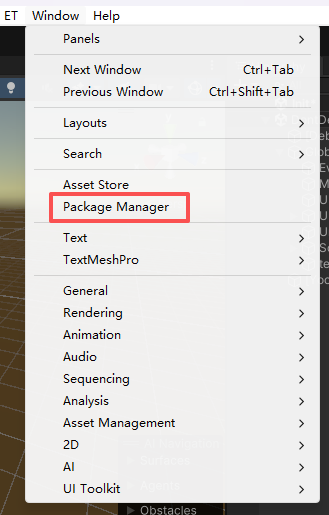 ET Window Help
Panels
Next Window Ctrl+Tab
Previous Window Ctrl+Shift+Tab
Layouts
Search
Asset Store
Package Manager
Text
TextMeshPro
General
Rendering
Animation
Audio
Sequencing
Analysis
Asset Management
2D
AI
UI Toolkit
Obstacles